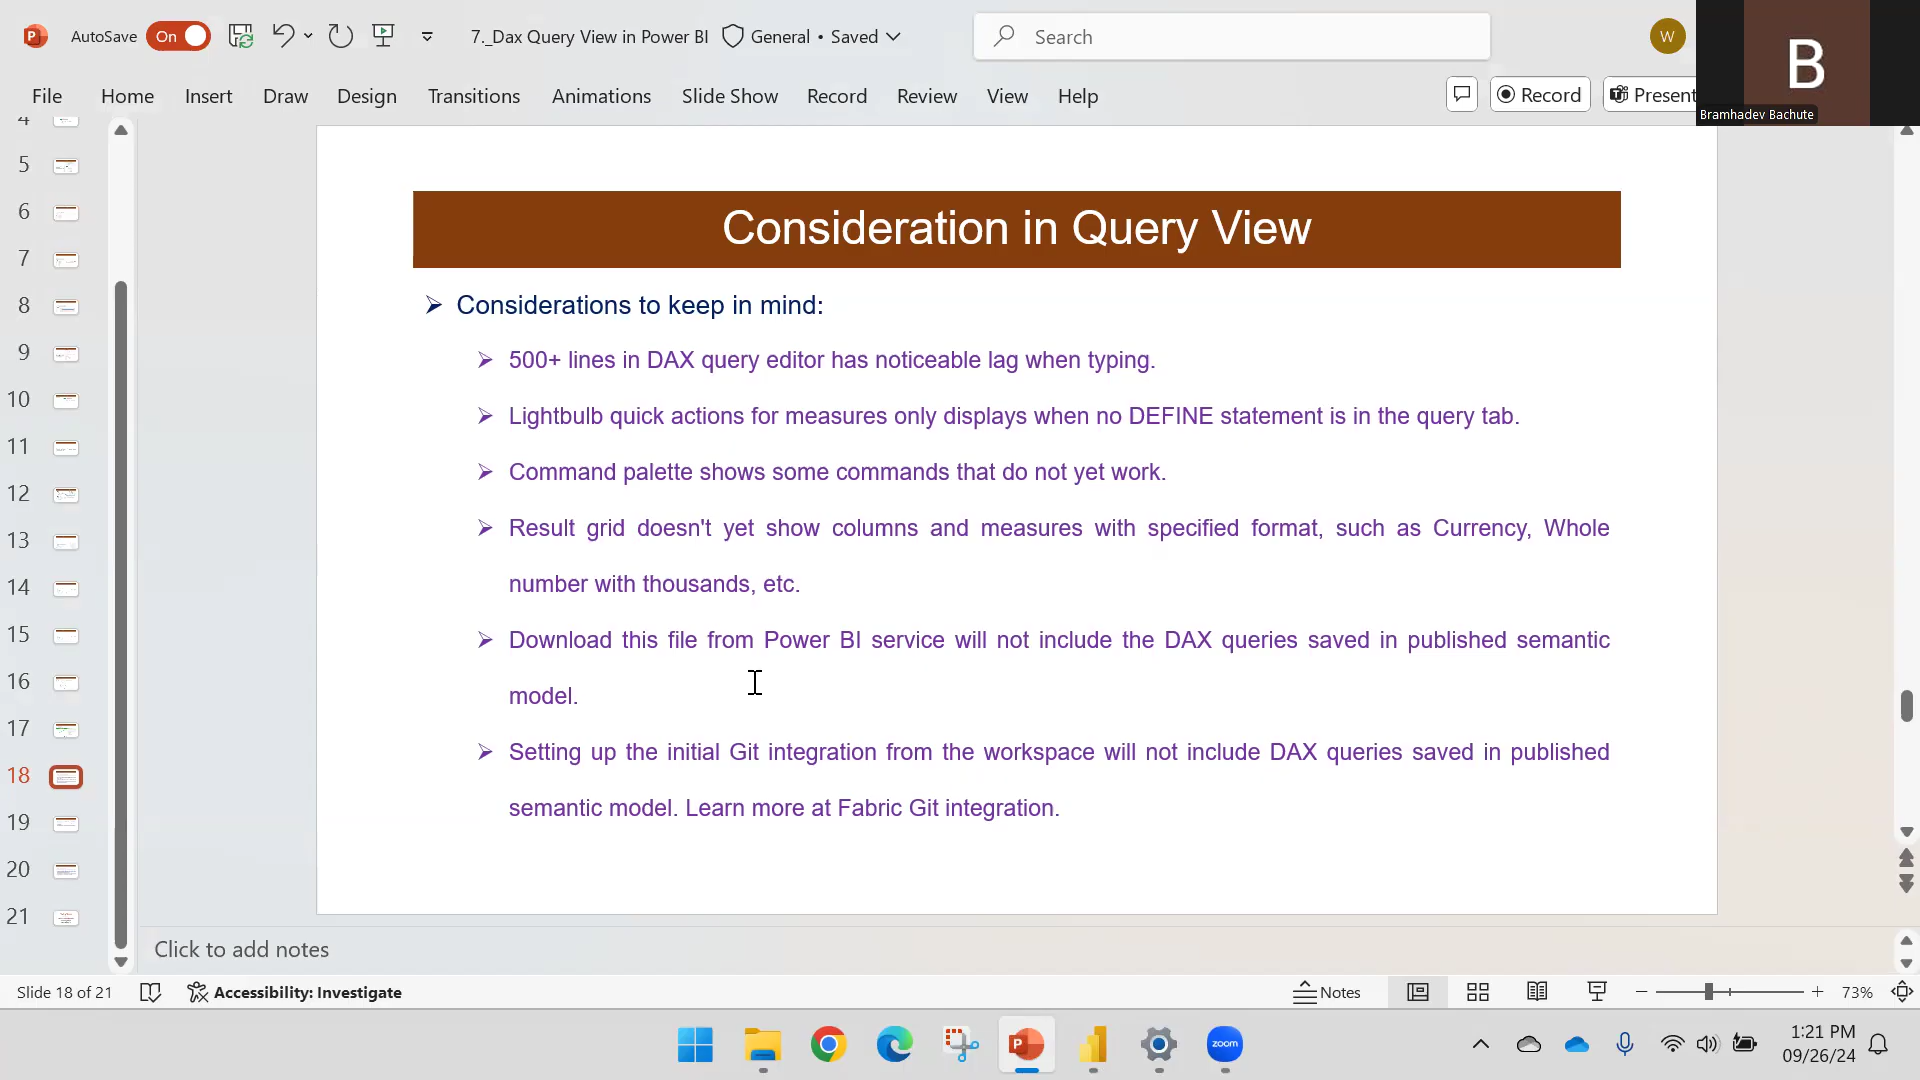 AutoSave On 7._Dax Query View in Power BI General • Saved Search W B
Bramhadev Bachute
File Home Insert Draw Design Transitions Animations Slide Show Record Review View Help Record Present
4
5
6
7
8
9
10
11
12
13
14
15
16
17
18
19
20
21
Consideration in Query View
Considerations to keep in mind:
500+ lines in DAX query editor has noticeable lag when typing.
Lightbulb quick actions for measures only displays when no DEFINE statement is in the query tab.
Command palette shows some commands that do not yet work.
Result grid doesn't yet show columns and measures with specified format, such as Currency, Whole
number with thousands, etc.
Download this file from Power BI service will not include the DAX queries saved in published semantic
model.
Setting up the initial Git integration from the workspace will not include DAX queries saved in published
semantic model. Learn more at Fabric Git integration.
Click to add notes
Slide 18 of 21 Accessibility: Investigate Notes 73%
zoom
1:21 PM
09/26/24